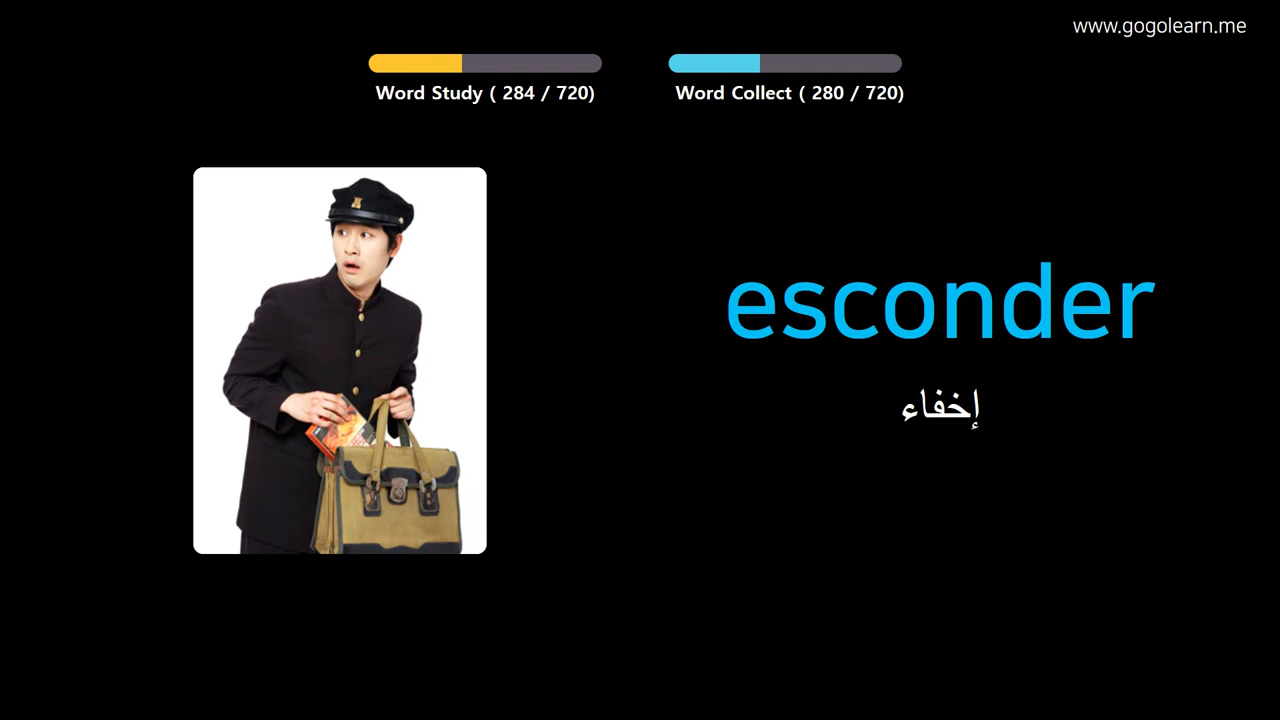 www.gogolearn.me
Word Study ( 284 / 720)
Word Collect ( 280 / 720)
esconder
إخفاء